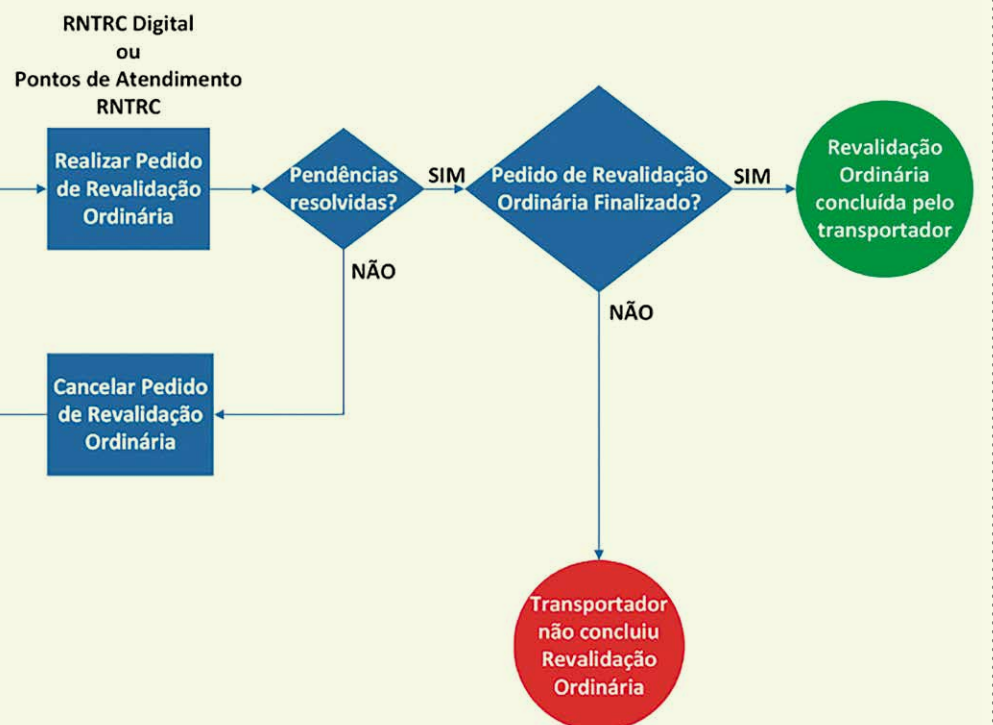 RNTRC Digital
ou
Pontos de Atendimento
RNTRC
Realizar Pedido
de Revalidação
Ordinária
Pendências
resolvidas?
SIM
Pedido de Revalidação
Ordinária Finalizado?
SIM
Revalidação
Ordinária
concluída pelo
transportador
NÃO
NÃO
Cancelar Pedido
de Revalidação
Ordinária
Transportador
não concluiu
Revalidação
Ordinária